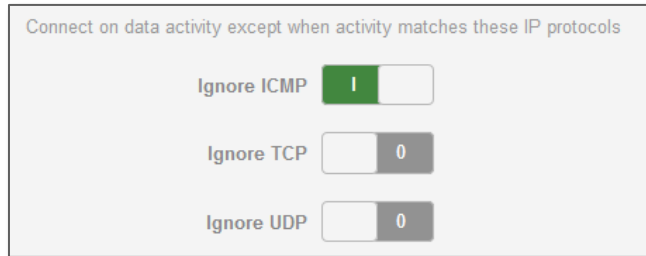 Connect on data activity except when activity matches these IP protocols
Ignore ICMP I
Ignore TCP 0
Ignore UDP 0